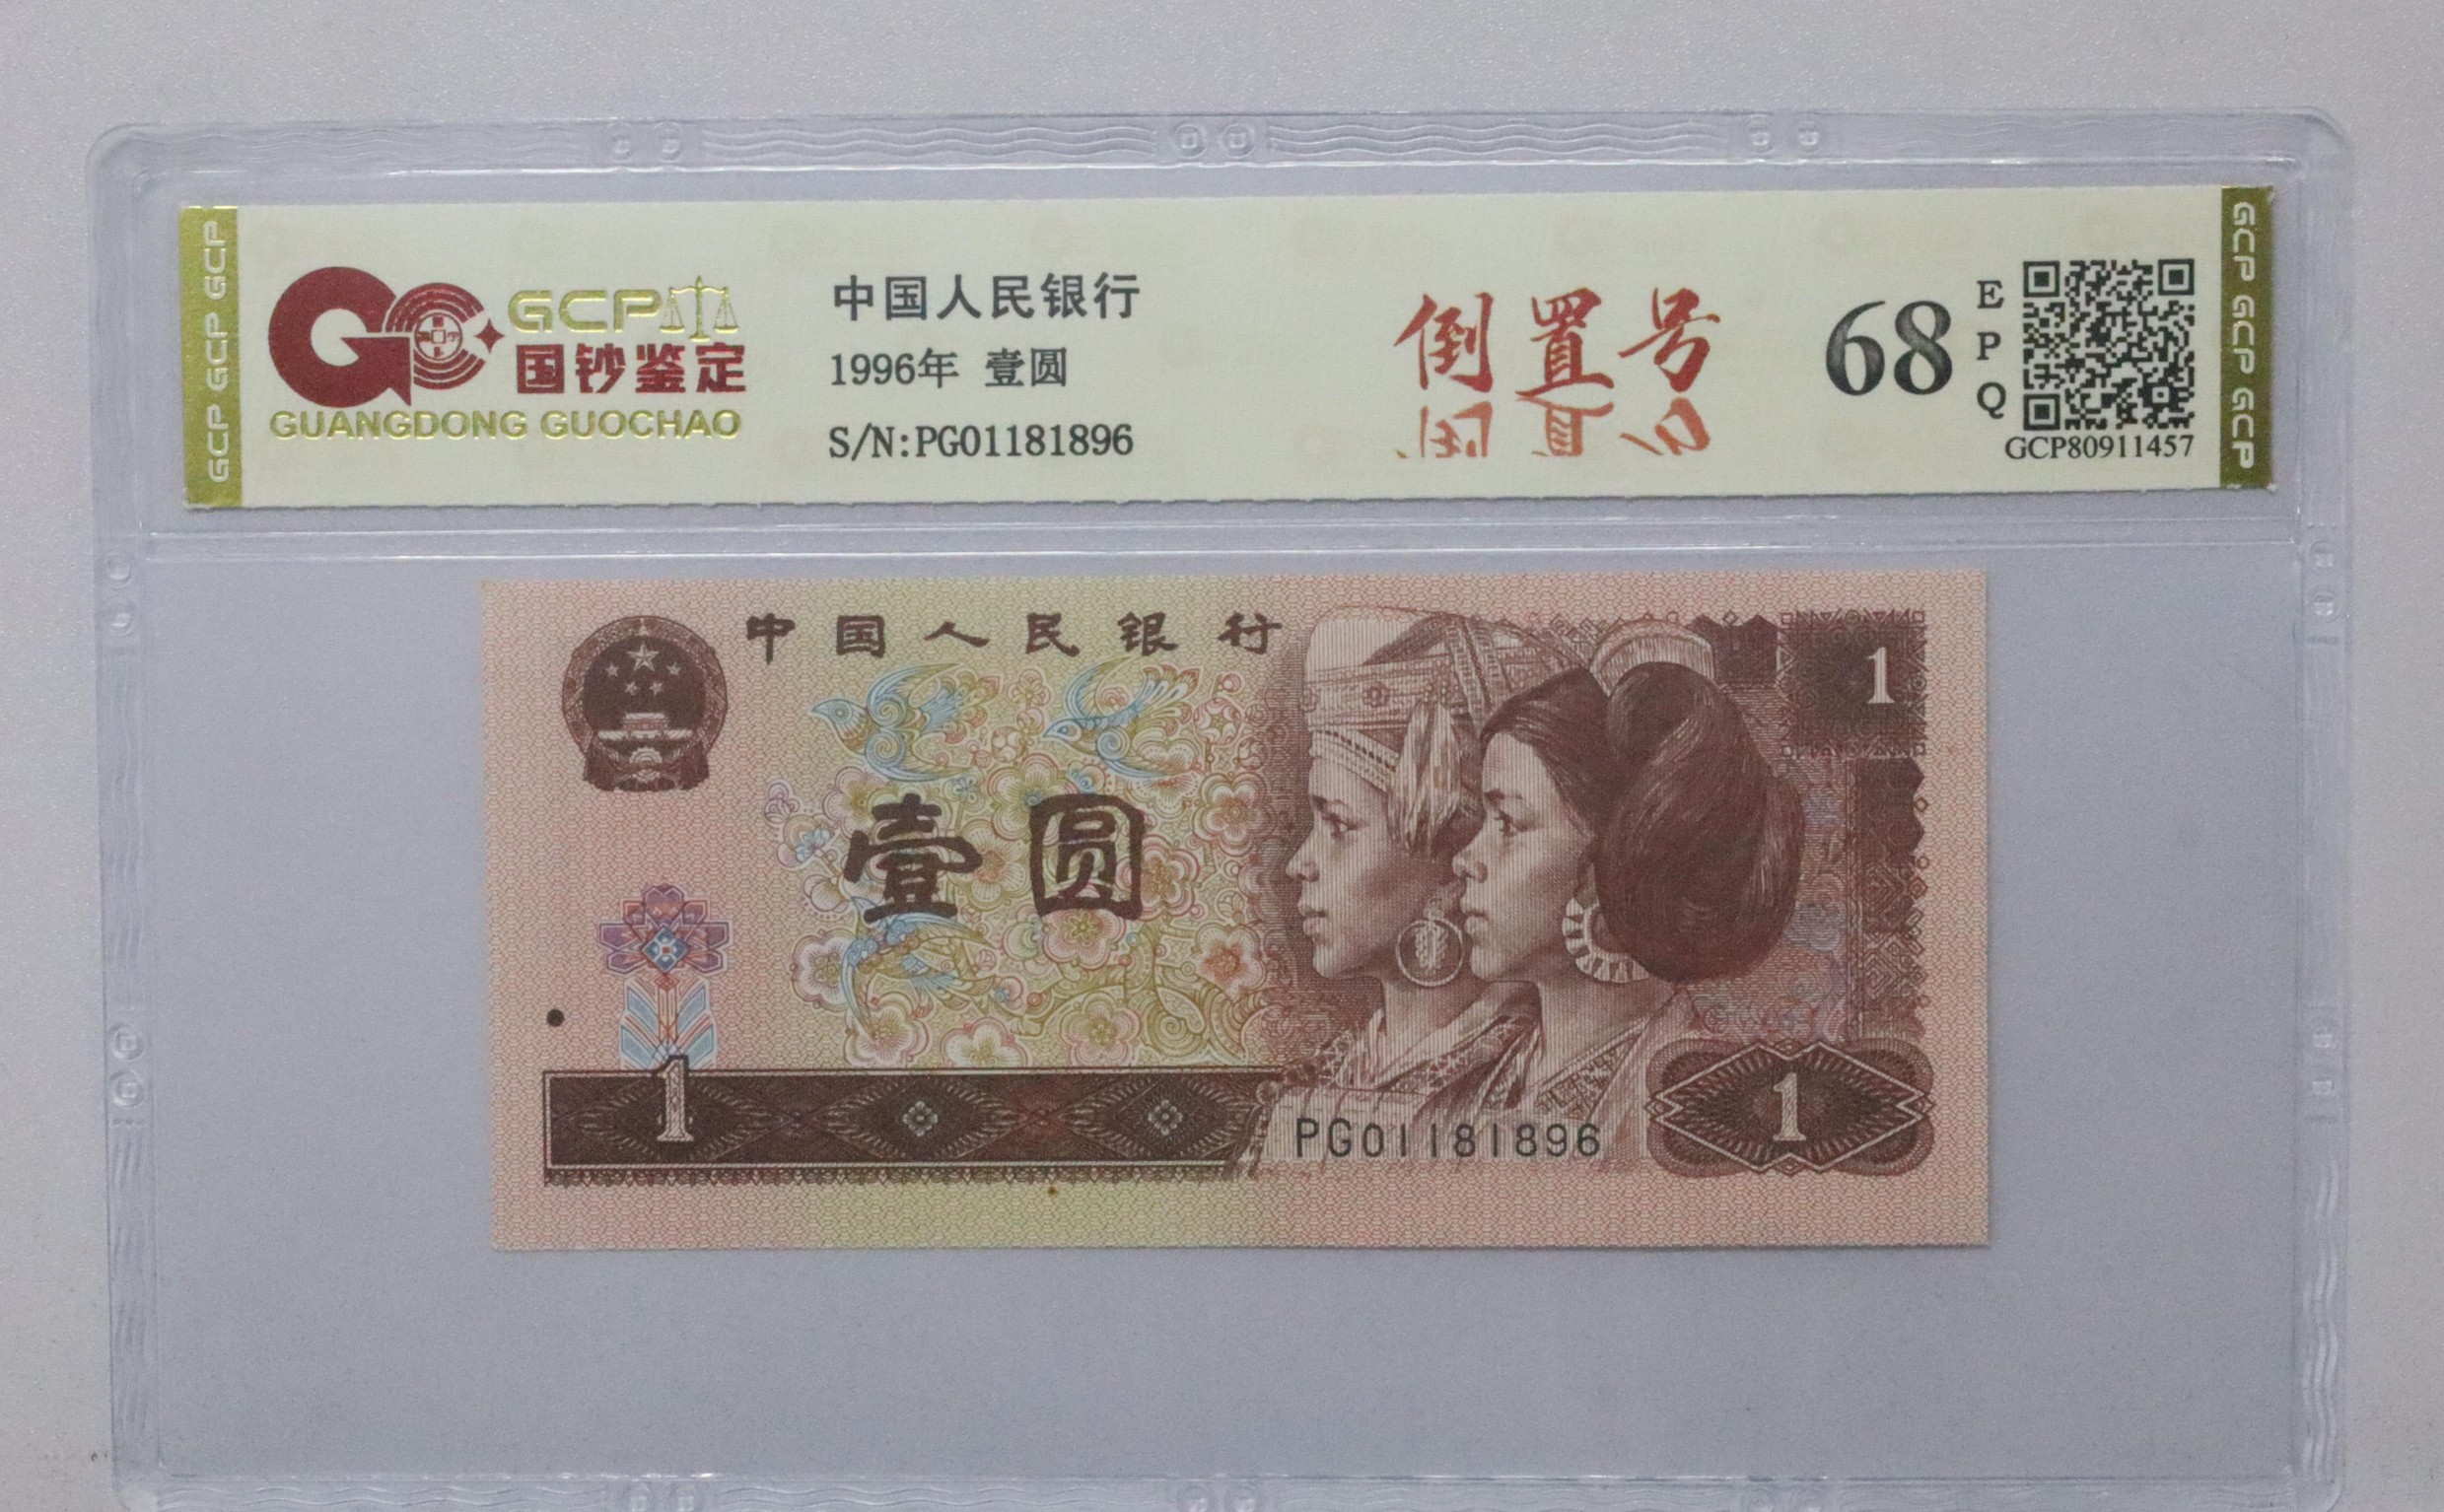 GCP GCP GCP
GCP
国钞鉴定
GUANGDONG GUOCHAO
中国人民银行
1996年 壹圆
S/N:PG01181896
倒置号
68
EPQ
GCP80911457
GCP GCP GCP
中国人民银行
1
壹圆
1
PG01181896
1